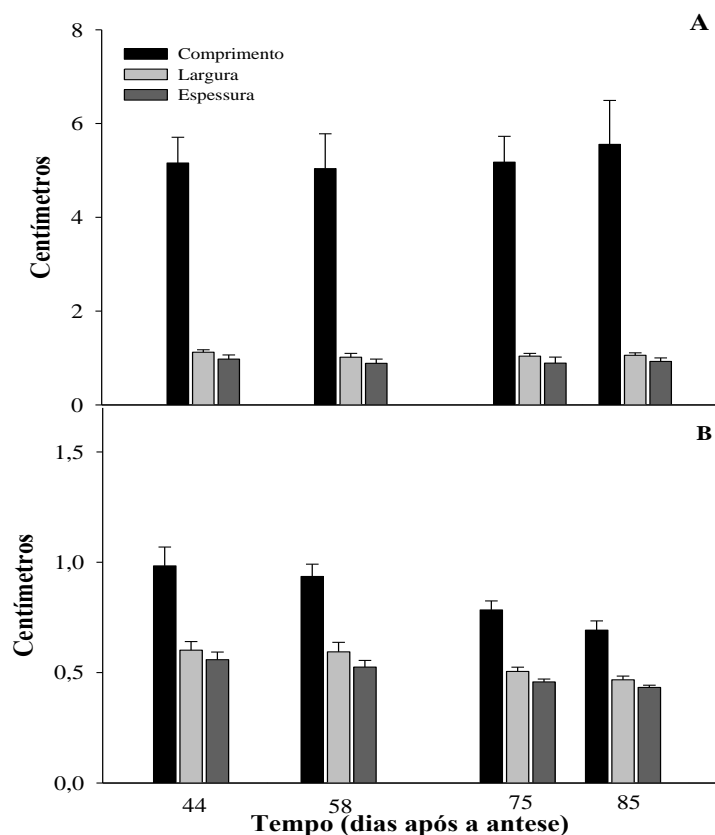 A
Comprimento
Largura
Espessura
8
6
4
2
0
Centímetros
B
1,5
1,0
0,5
0,0
Centímetros
44 58 75 85
Tempo (dias após a antese)